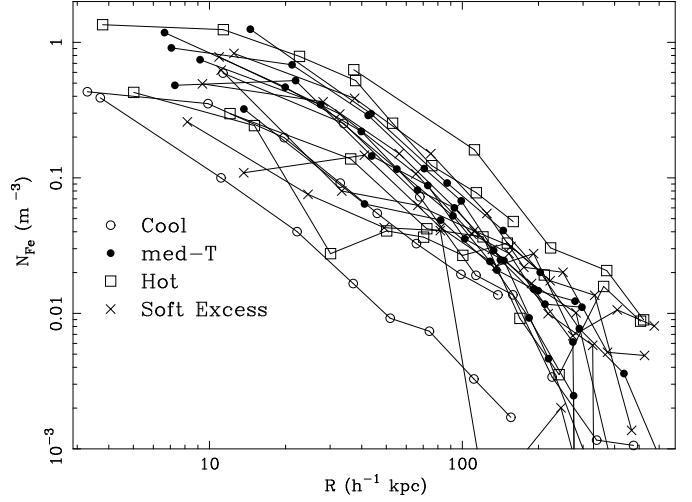 1
0.1
0.01
10⁻³
N_Fe (m⁻³)
Cool
med−T
Hot
Soft Excess
10
100
R (h⁻¹ kpc)